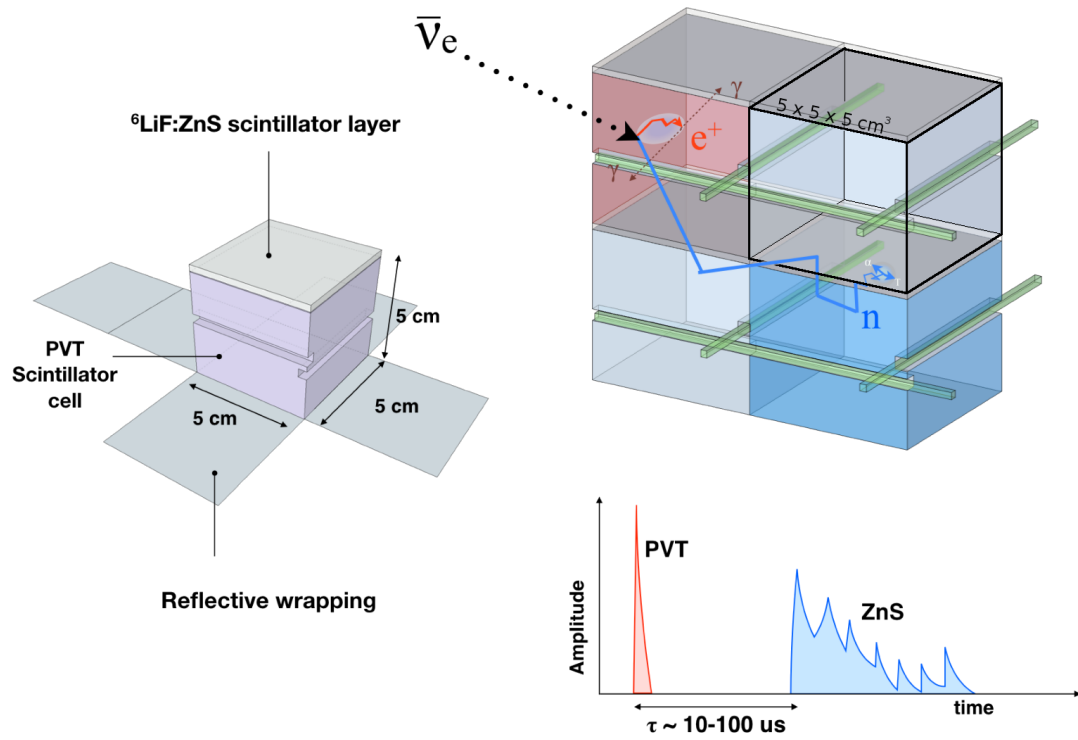 ν̅e
⁶LiF:ZnS scintillator layer
5 x 5 x 5 cm³
γ
e⁺
γ
5 cm
PVT
Scintillator
cell
5 cm
5 cm
α
n
Reflective wrapping
PVT
ZnS
Amplitude
time
τ ~ 10-100 us